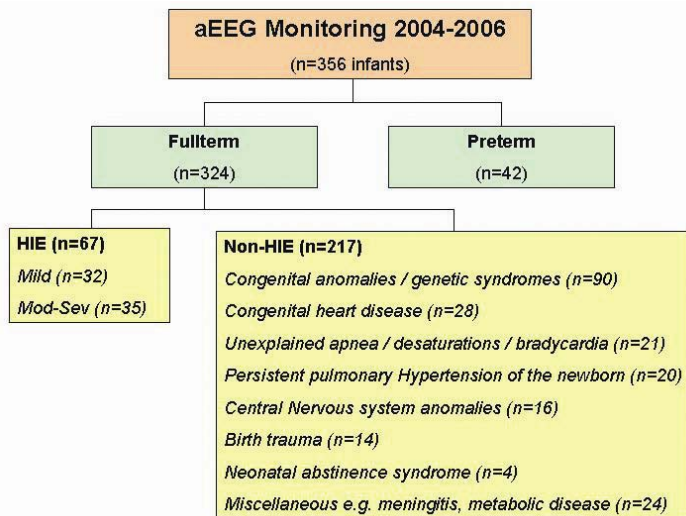 aEEG Monitoring 2004-2006
(n=356 infants)
Fullterm
(n=324)
Preterm
(n=42)
HIE (n=67)
Mild (n=32)
Mod-Sev (n=35)
Non-HIE (n=217)
Congenital anomalies / genetic syndromes (n=90)
Congenital heart disease (n=28)
Unexplained apnea / desaturations / bradycardia (n=21)
Persistent pulmonary Hypertension of the newborn (n=20)
Central Nervous system anomalies (n=16)
Birth trauma (n=14)
Neonatal abstinence syndrome (n=4)
Miscellaneous e.g. meningitis, metabolic disease (n=24)